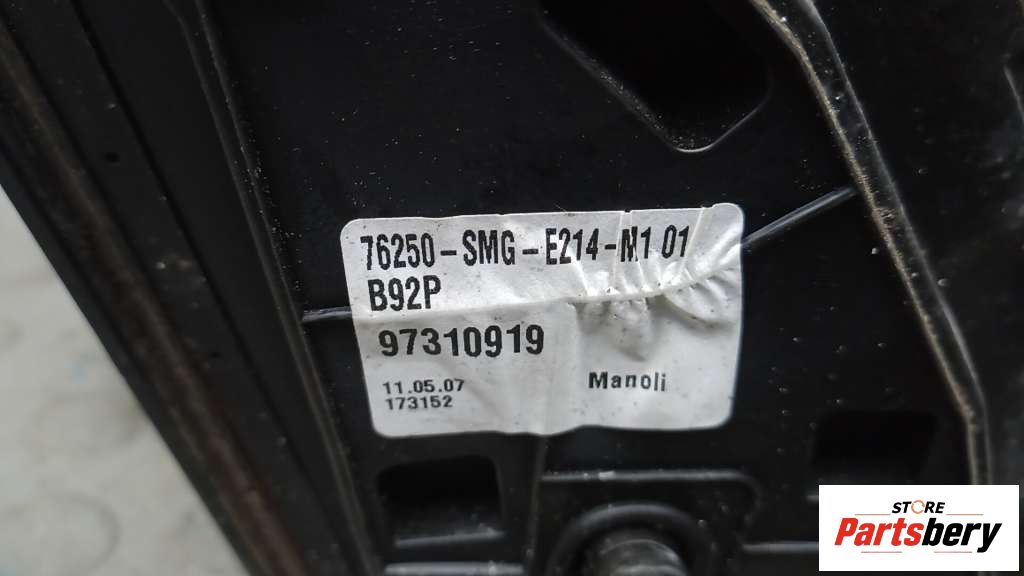 76250-SMG-E214-M1 01
B92P
97310919
11.05.07
173152
Manoli
STORE
Partsbery